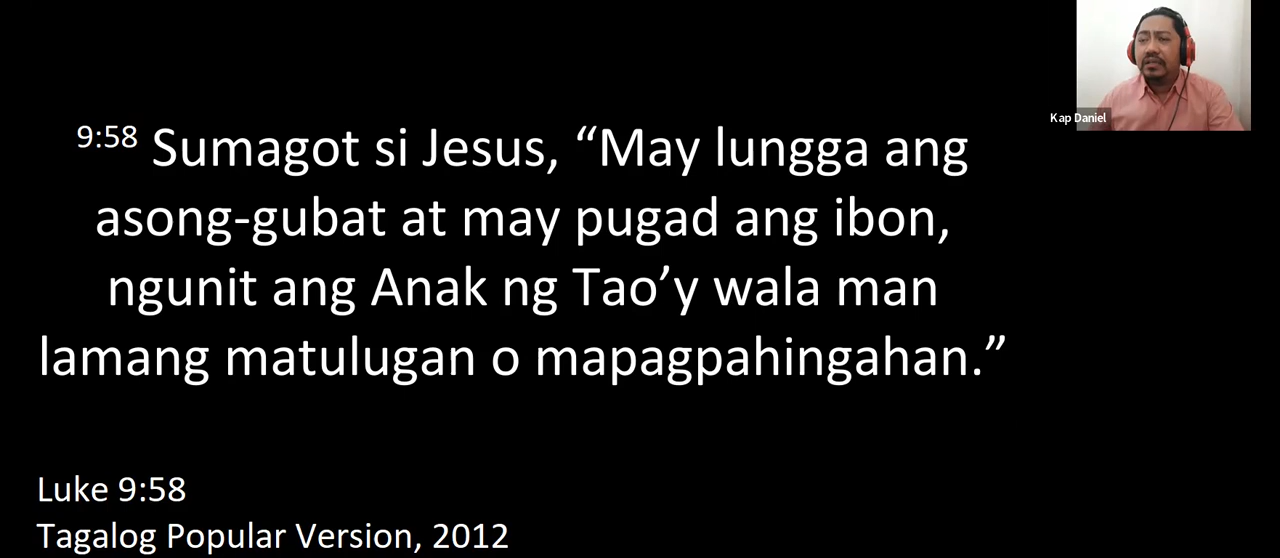 9:58 Sumagot si Jesus, “May lungga ang
asong-gubat at may pugad ang ibon,
ngunit ang Anak ng Tao’y wala man
lamang matulugan o mapagpahingahan.”
Luke 9:58
Tagalog Popular Version, 2012
Kap Daniel